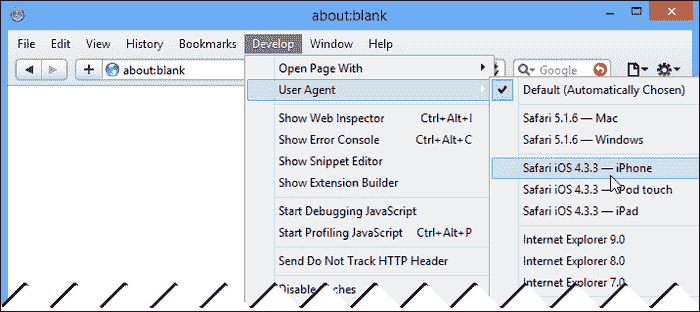 about:blank
File Edit View History Bookmarks Develop Window Help
about:blank
Google
Open Page With
User Agent
Show Web Inspector Ctrl+Alt+I
Show Error Console Ctrl+Alt+C
Show Snippet Editor
Show Extension Builder
Start Debugging JavaScript
Start Profiling JavaScript Ctrl+Alt+P
Send Do Not Track HTTP Header
Disable
Default (Automatically Chosen)
Safari 5.1.6 — Mac
Safari 5.1.6 — Windows
Safari iOS 4.3.3 — iPhone
Safari iOS 4.3.3 — iPod touch
Safari iOS 4.3.3 — iPad
Internet Explorer 9.0
Internet Explorer 8.0
Internet Explorer 7.0